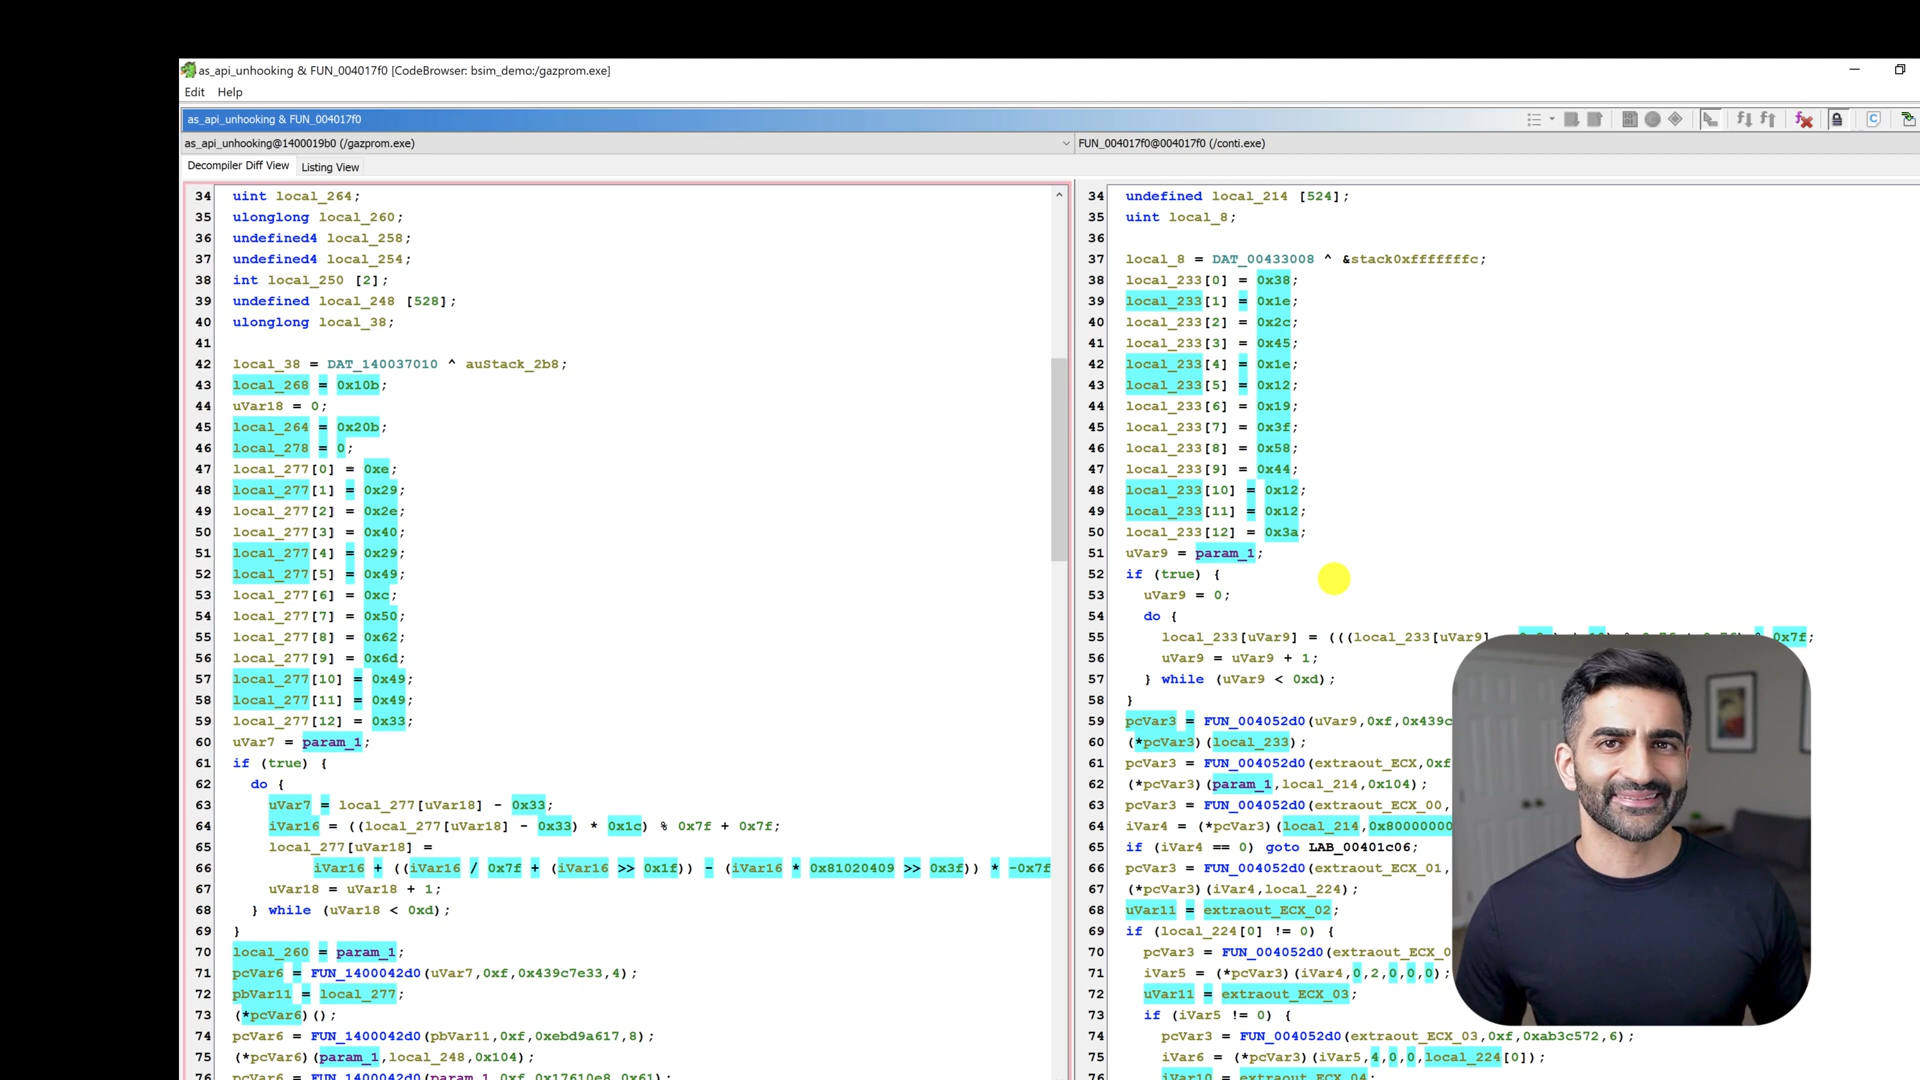 as_api_unhooking & FUN_004017f0 [CodeBrowser: bsim_demo:/gazprom.exe]
Edit Help
as_api_unhooking & FUN_004017f0
as_api_unhooking@1400019b0 (/gazprom.exe)
FUN_004017f0@004017f0 (/conti.exe)
Decompiler Diff View Listing View
34 uint local_264;
35 ulonglong local_260;
36 undefined4 local_258;
37 undefined4 local_254;
38 int local_250 [2];
39 undefined local_248 [528];
40 ulonglong local_38;
41
42 local_38 = DAT_140037010 ^ auStack_2b8;
43 local_268 = 0x10b;
44 uVar18 = 0;
45 local_264 = 0x20b;
46 local_278 = 0;
47 local_277[0] = 0xe;
48 local_277[1] = 0x29;
49 local_277[2] = 0x2e;
50 local_277[3] = 0x40;
51 local_277[4] = 0x29;
52 local_277[5] = 0x49;
53 local_277[6] = 0xc;
54 local_277[7] = 0x50;
55 local_277[8] = 0x62;
56 local_277[9] = 0x6d;
57 local_277[10] = 0x49;
58 local_277[11] = 0x49;
59 local_277[12] = 0x33;
60 uVar7 = param_1;
61 if (true) {
62 do {
63 uVar7 = local_277[uVar18] - 0x33;
64 iVar16 = ((local_277[uVar18] - 0x33) * 0x1c) % 0x7f + 0x7f;
65 local_277[uVar18] =
66 iVar16 + ((iVar16 / 0x7f + (iVar16 >> 0x1f)) - (iVar16 * 0x81020409 >> 0x3f)) * -0x7f
67 uVar18 = uVar18 + 1;
68 } while (uVar18 < 0xd);
69 }
70 local_260 = param_1;
71 pcVar6 = FUN_1400042d0(uVar7,0xf,0x439c7e33,4);
72 pbVar11 = local_277;
73 (*pcVar6)();
74 pcVar6 = FUN_1400042d0(pbVar11,0xf,0xebd9a617,8);
75 (*pcVar6)(param_1,local_248,0x104);
76 pcVar6 = FUN_1400042d0(param_1,0xf,0x17610e8,0x61);
34 undefined local_214 [524];
35 uint local_8;
36
37 local_8 = DAT_00433008 ^ &stack0xfffffffc;
38 local_233[0] = 0x38;
39 local_233[1] = 0x1e;
40 local_233[2] = 0x2c;
41 local_233[3] = 0x45;
42 local_233[4] = 0x1e;
43 local_233[5] = 0x12;
44 local_233[6] = 0x19;
45 local_233[7] = 0x3f;
46 local_233[8] = 0x58;
47 local_233[9] = 0x44;
48 local_233[10] = 0x12;
49 local_233[11] = 0x12;
50 local_233[12] = 0x3a;
51 uVar9 = param_1;
52 if (true) {
53 uVar9 = 0;
54 do {
55 local_233[uVar9] = (((local_233[uVar9] 0x7f;
56 uVar9 = uVar9 + 1;
57 } while (uVar9 < 0xd);
58 }
59 pcVar3 = FUN_004052d0(uVar9,0xf,0x439c
60 (*pcVar3)(local_233);
61 pcVar3 = FUN_004052d0(extraout_ECX,0xf
62 (*pcVar3)(param_1,local_214,0x104);
63 pcVar3 = FUN_004052d0(extraout_ECX_00,
64 iVar4 = (*pcVar3)(local_214,0x80000000
65 if (iVar4 == 0) goto LAB_00401c06;
66 pcVar3 = FUN_004052d0(extraout_ECX_01,
67 (*pcVar3)(iVar4,local_224);
68 uVar11 = extraout_ECX_02;
69 if (local_224[0] != 0) {
70 pcVar3 = FUN_004052d0(extraout_ECX_0
71 iVar5 = (*pcVar3)(iVar4,0,2,0,0,0);
72 uVar11 = extraout_ECX_03;
73 if (iVar5 != 0) {
74 pcVar3 = FUN_004052d0(extraout_ECX_03,0xf,0xab3c572,6);
75 iVar6 = (*pcVar3)(iVar5,4,0,0,local_224[0]);
76 iVar10 = extraout_ECX_04;